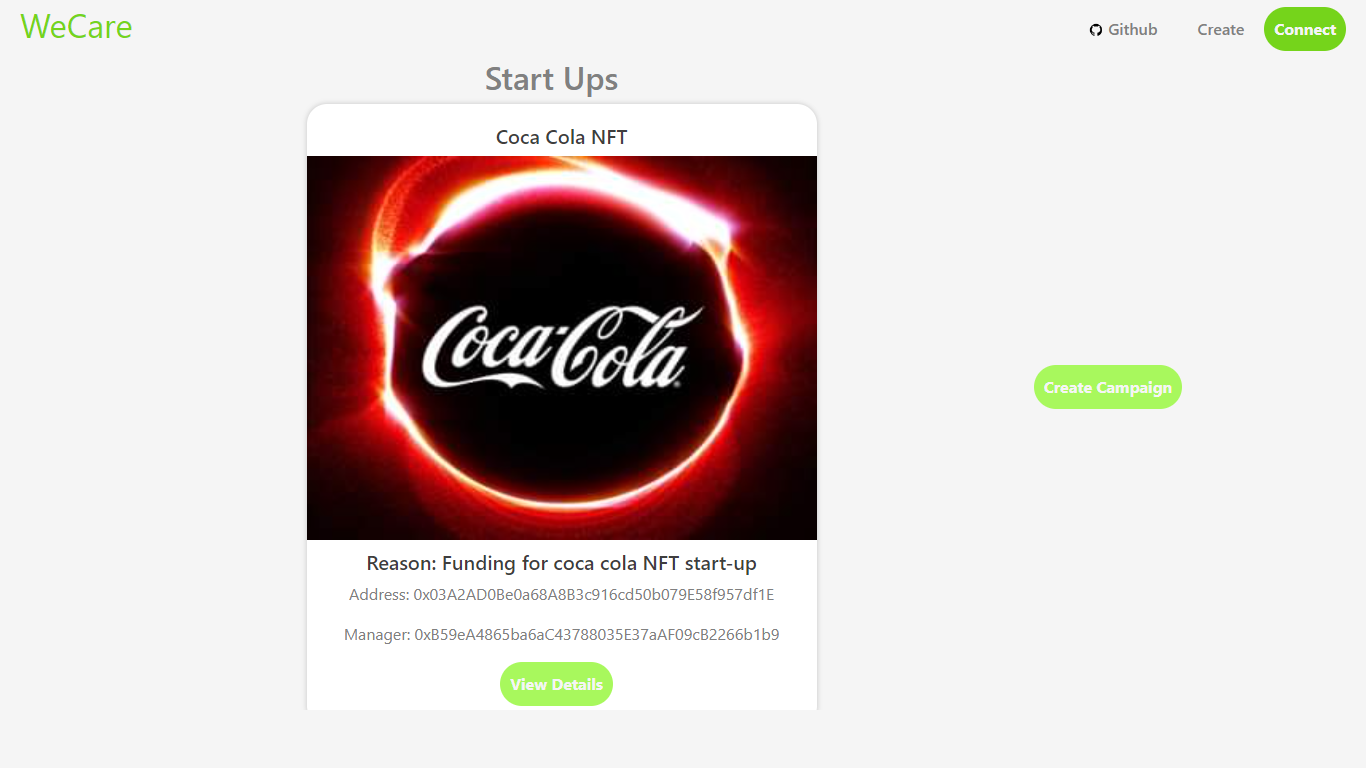 WeCare
Github
Create
Connect
Start Ups
Coca Cola NFT
Coca-Cola
Create Campaign
Reason: Funding for coca cola NFT start-up
Address: 0x03A2AD0Be0a68A8B3c916cd50b079E58f957df1E
Manager: 0xB59eA4865ba6aC43788035E37aAF09cB2266b1b9
View Details